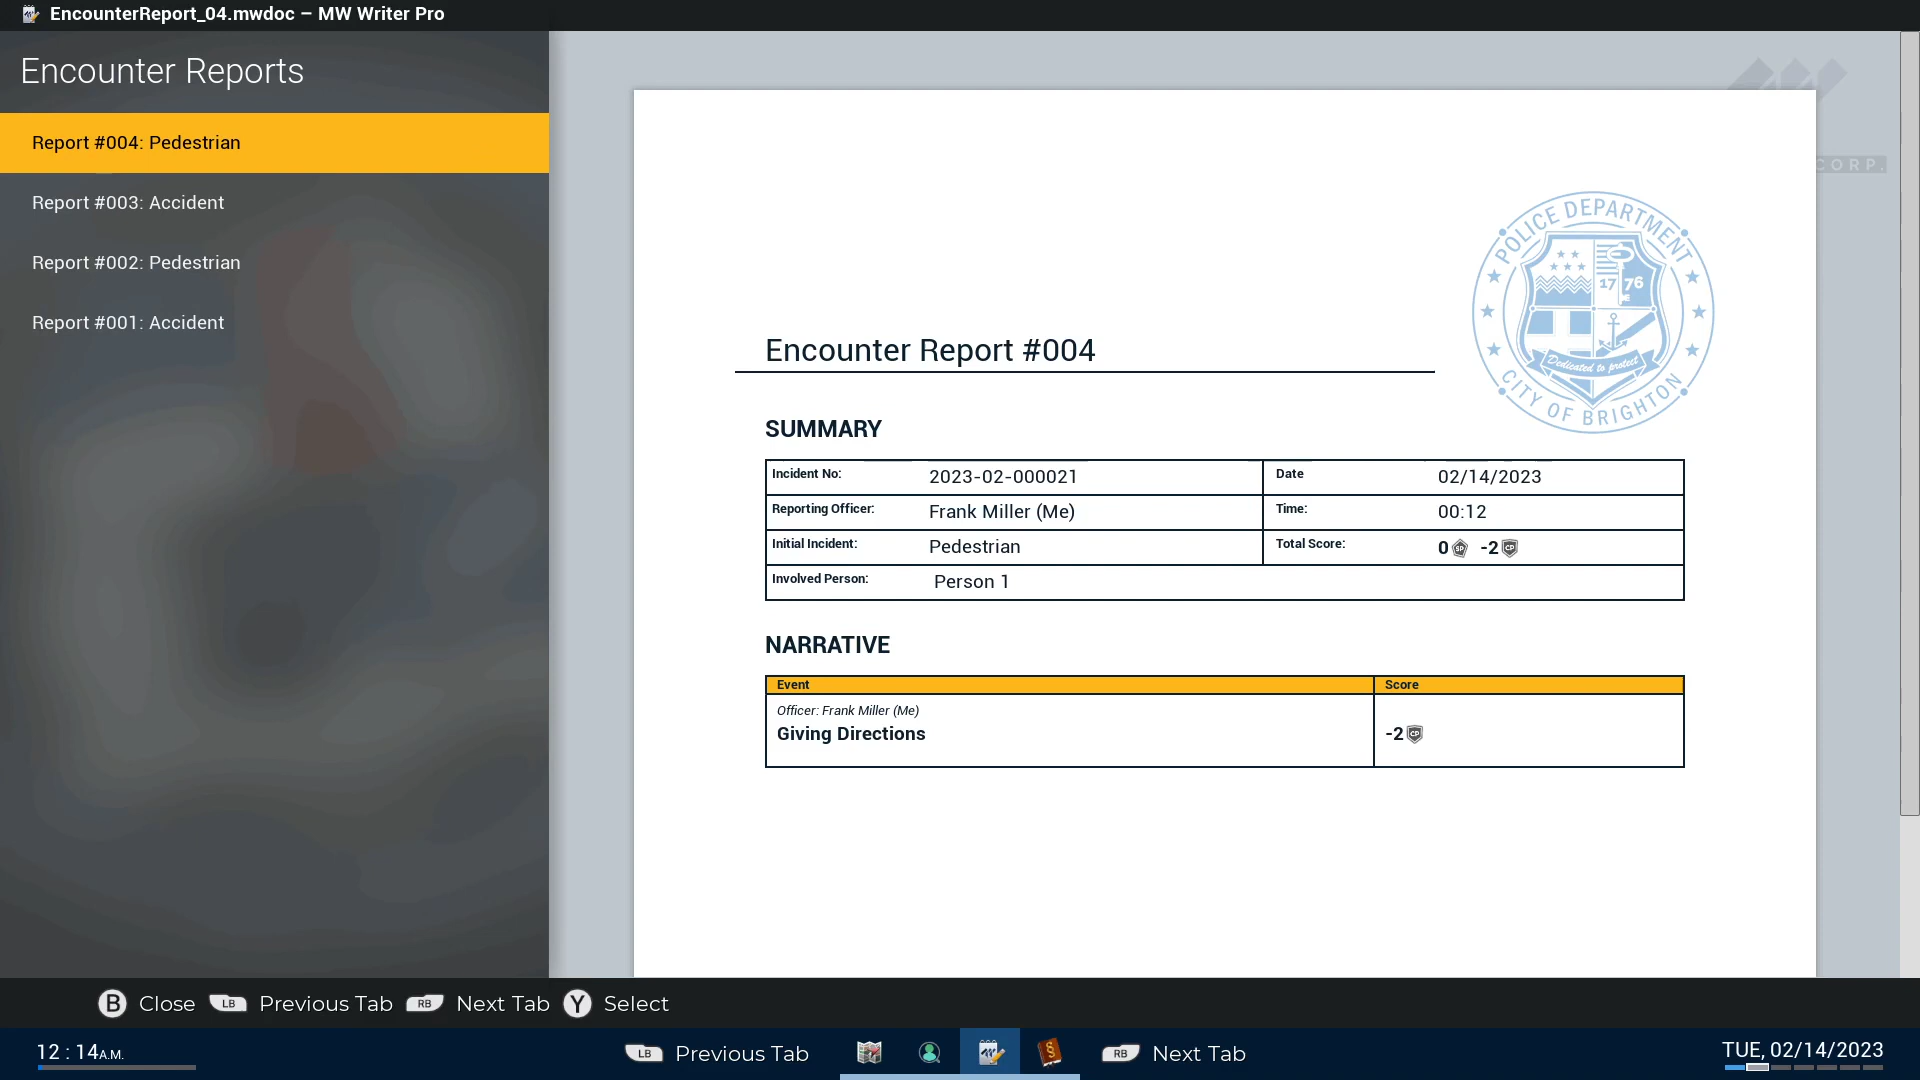 EncounterReport_04.mwdoc – MW Writer Pro
Encounter Reports
Report #004: Pedestrian
Report #003: Accident
Report #002: Pedestrian
Report #001: Accident
CORP.
POLICE DEPARTMENT
17 76
Dedicated to protect
CITY OF BRIGHTON
Encounter Report #004
SUMMARY
Incident No: 2023-02-000021 Date 02/14/2023
Reporting Officer: Frank Miller (Me) Time: 00:12
Initial Incident: Pedestrian Total Score: 0 SP -2 CP
Involved Person: Person 1
NARRATIVE
Event Score
Officer: Frank Miller (Me)
Giving Directions -2 CP
B Close LB Previous Tab RB Next Tab Y Select
12 : 14 A.M. LB Previous Tab RB Next Tab TUE, 02/14/2023